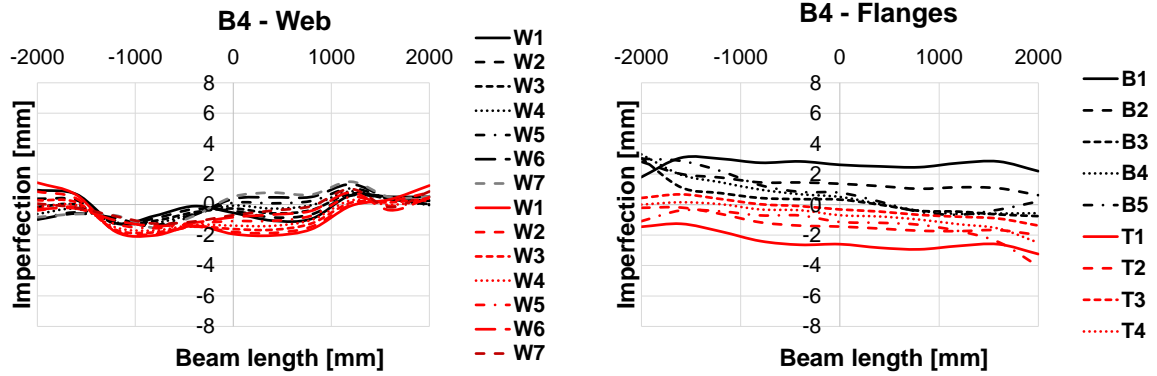 B4 - Web
-2000 -1000 0 1000 2000
8
6
4
2
0
-2
-4
-6
-8
Imperfection [mm]
Beam length [mm]
W1
W2
W3
W4
W5
W6
W7
W1
W2
W3
W4
W5
W6
W7
B4 - Flanges
-2000 -1000 0 1000 2000
8
6
4
2
0
-2
-4
-6
-8
Imperfection [mm]
Beam length [mm]
B1
B2
B3
B4
B5
T1
T2
T3
T4